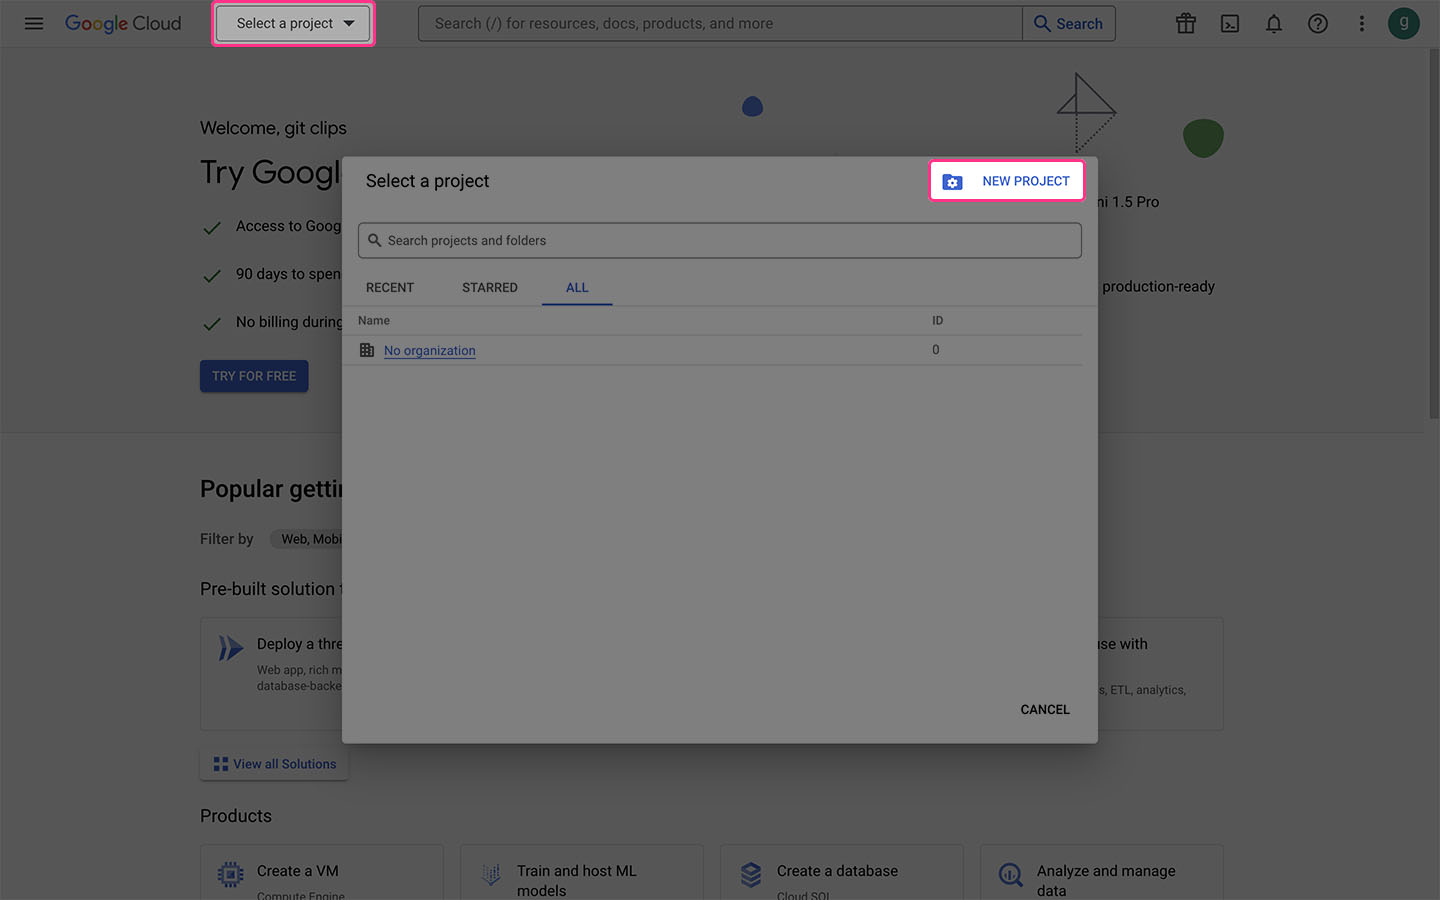 Google Cloud
Select a project
Search (/) for resources, docs, products, and more
Search
g
Welcome, git clips
Try Googl
Select a project
NEW PROJECT
ni 1.5 Pro
Access to Goog
Search projects and folders
90 days to spen
RECENT
STARRED
ALL
production-ready
No billing during
Name
ID
No organization
0
TRY FOR FREE
Popular gettin
Filter by
Web, Mobi
Pre-built solution t
Deploy a thre
Web app, rich m
database-backe
use with
s, ETL, analytics,
CANCEL
View all Solutions
Products
Create a VM
Compute Engine
Train and host ML
models
Create a database
Cloud SQL
Analyze and manage
data